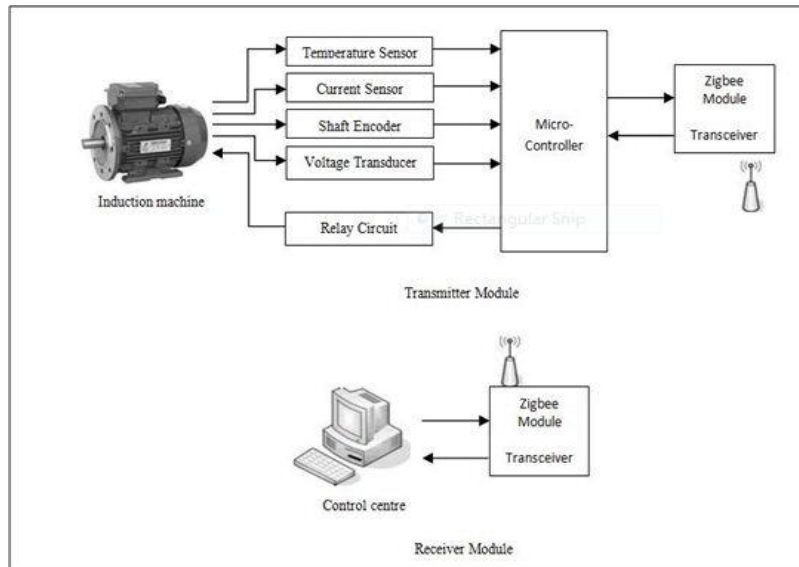 Temperature Sensor
Current Sensor
Shaft Encoder
Voltage Transducer
Relay Circuit
Induction machine
Micro-
Controller
Rectangular Snip
Zigbee
Module
Transceiver
Transmitter Module
Zigbee
Module
Transceiver
Control centre
Receiver Module